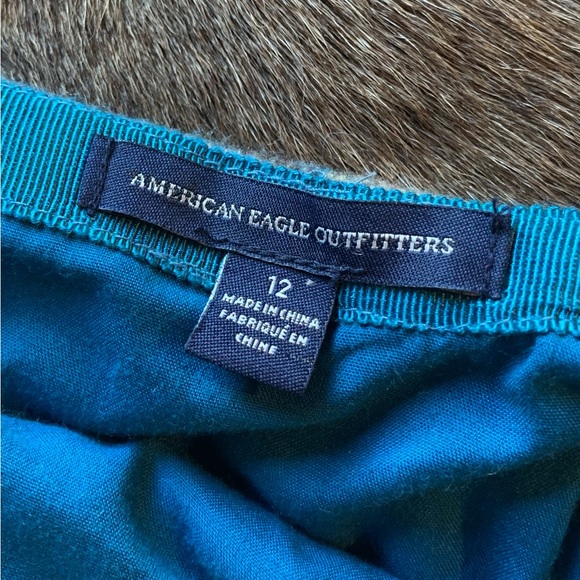 AMERICAN EAGLE OUTFITTERS
12
MADE IN CHINA
FABRIQUÉ EN
CHINE